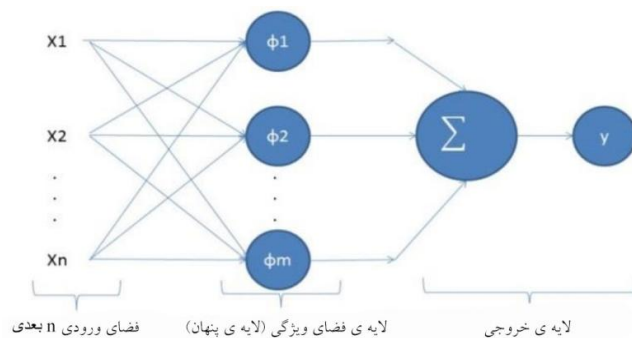 X1
ϕ1
X2
ϕ2
∑
y
Xn
ϕm
فضای ورودی n بعدی
لایه ی فضای ویژگی (لایه ی پنهان)
لایه ی خروجی